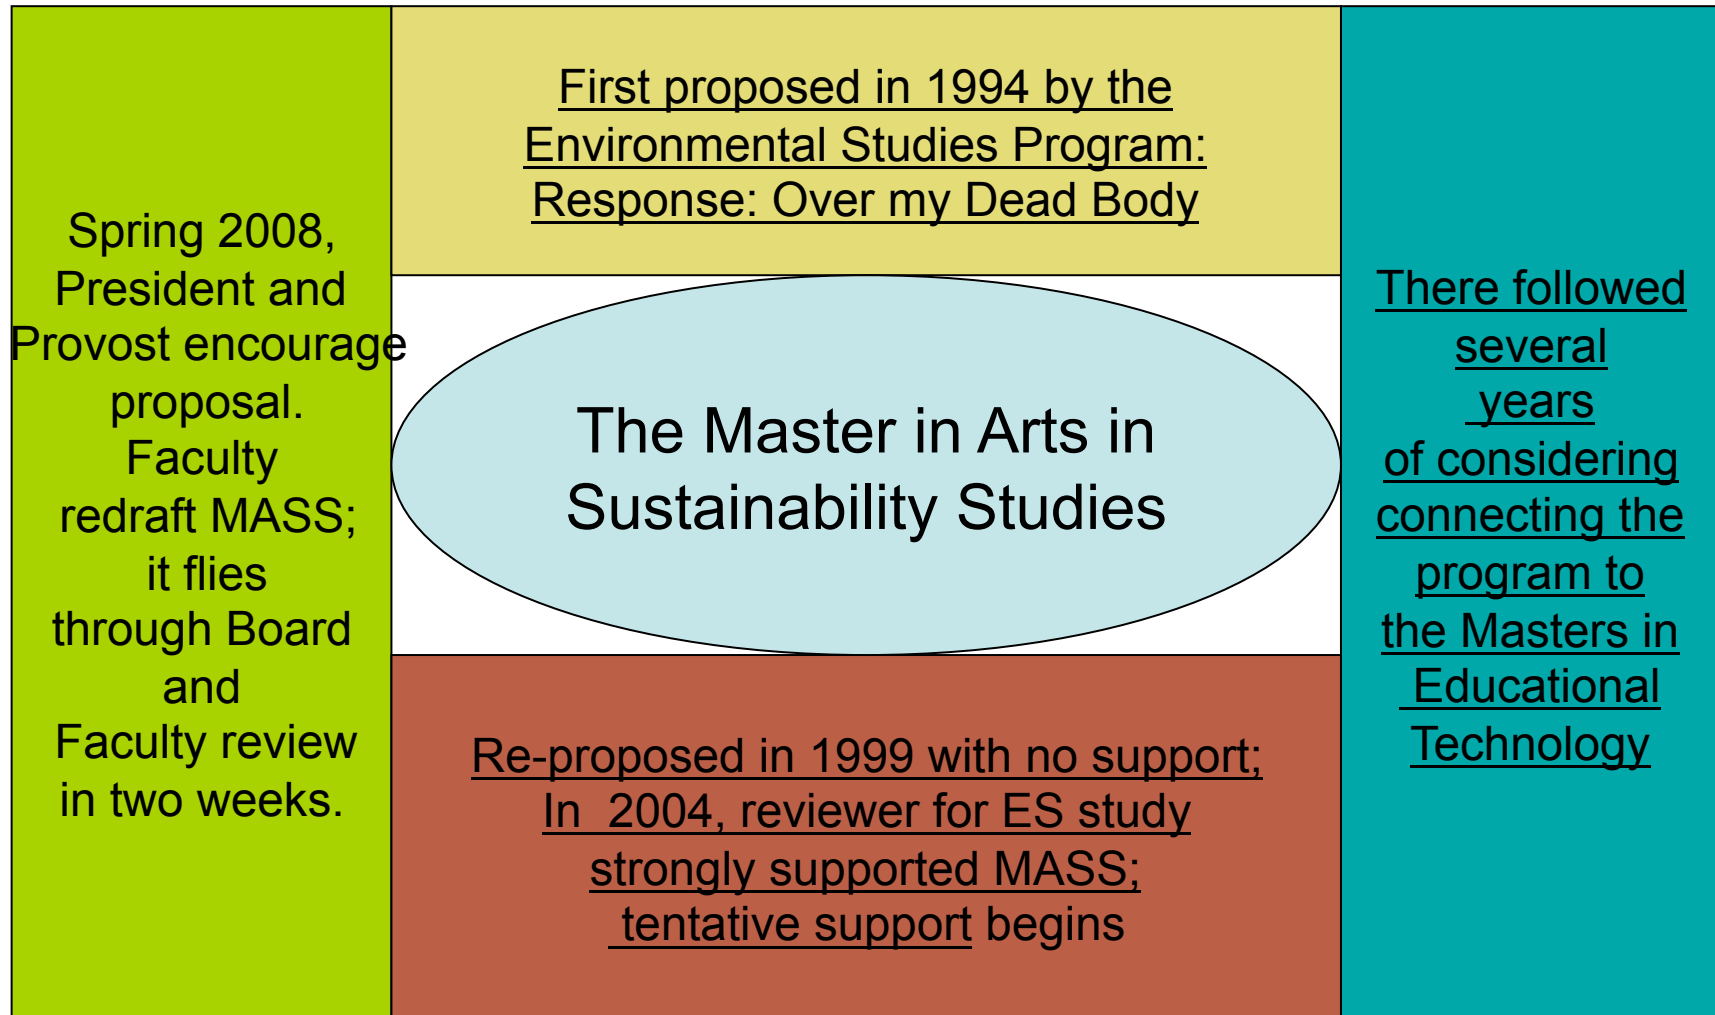 First proposed in 1994 by the
Environmental Studies Program:
Response: Over my Dead Body
There followed
several
years
of considering
connecting the
program to
the Masters in
Educational
Technology
Re-proposed in 1999 with no support;
In  2004, reviewer for ES study
strongly supported MASS;
tentative support begins
Spring 2008,
President and
Provost encourage
proposal.
Faculty
redraft MASS;
it flies
through Board
and
Faculty review
in two weeks.
The Master in Arts in
Sustainability Studies